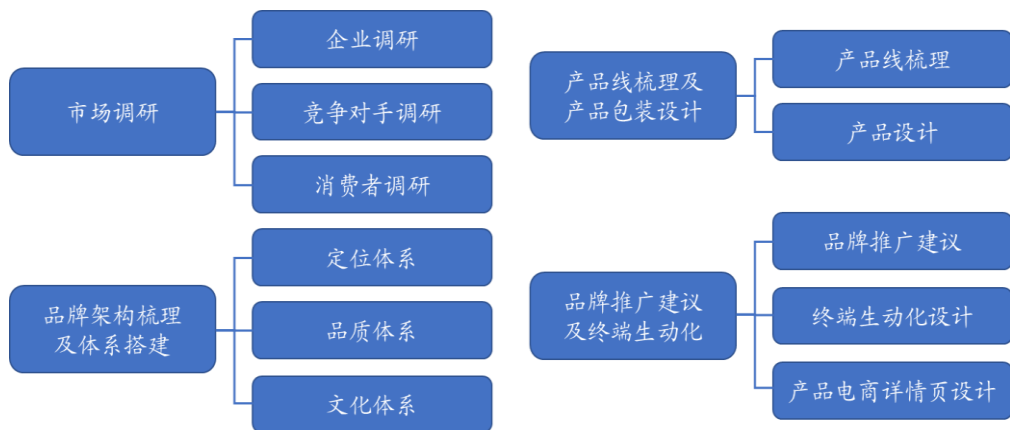 市场调研
企业调研
竞争对手调研
消费者调研
品牌架构梳理
及体系搭建
定位体系
品质体系
文化体系
产品线梳理及
产品包装设计
产品线梳理
产品设计
品牌推广建议
及终端生动化
品牌推广建议
终端生动化设计
产品电商详情页设计